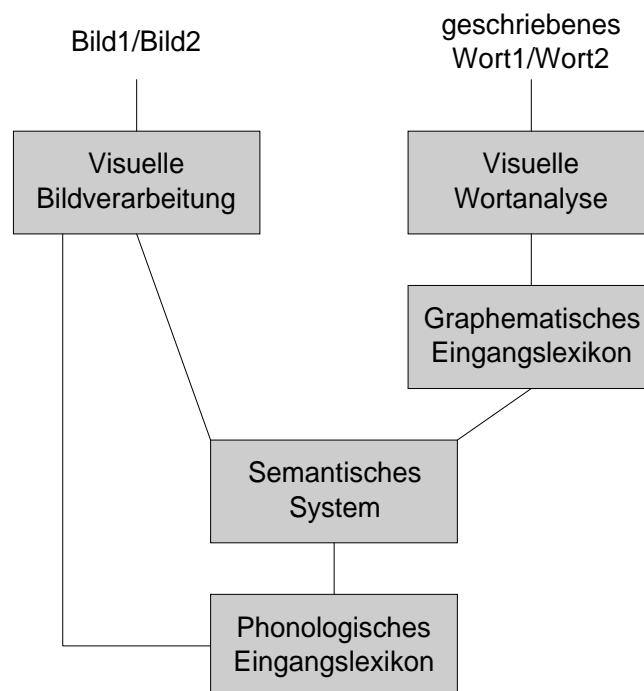 Bild1/Bild2
geschriebenes
Wort1/Wort2
Visuelle
Bildverarbeitung
Visuelle
Wortanalyse
Graphematisches
Eingangslexikon
Semantisches
System
Phonologisches
Eingangslexikon